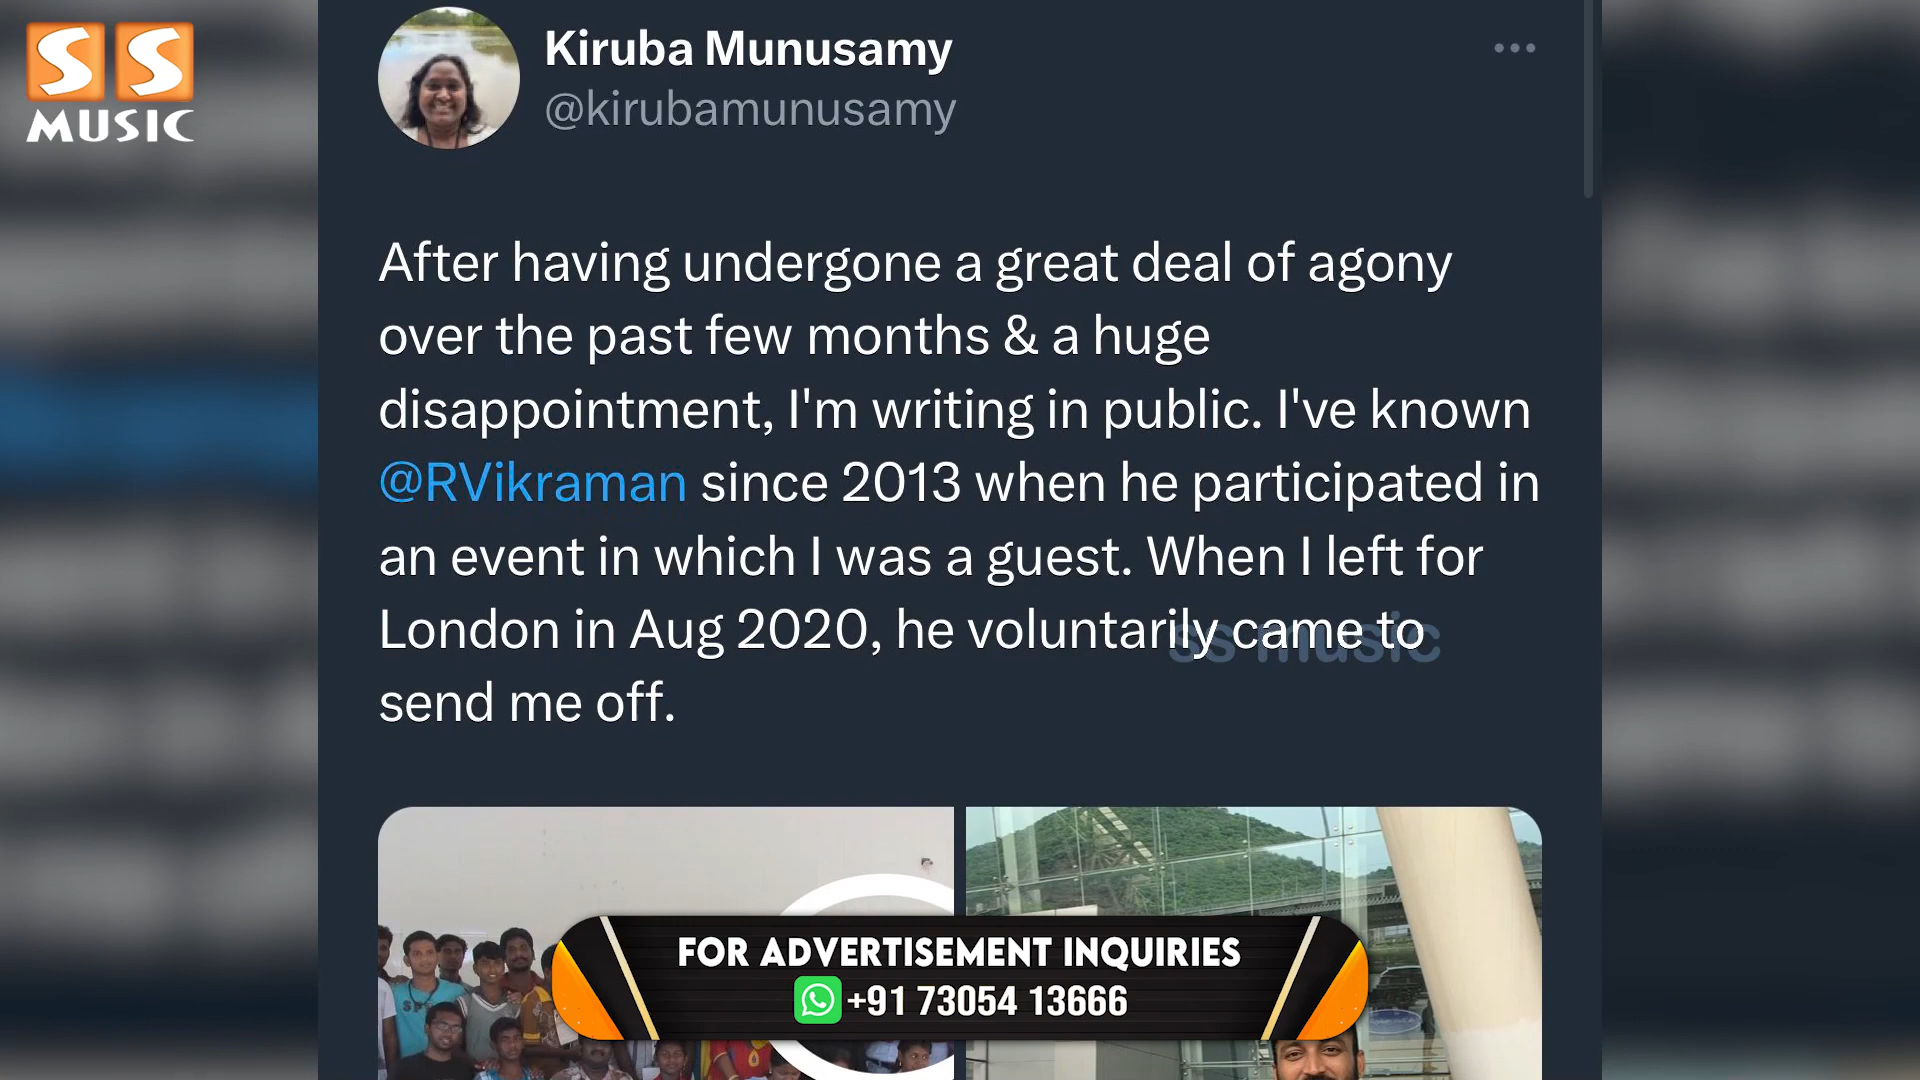 SS
MUSIC
Kiruba Munusamy
@kirubamunusamy
After having undergone a great deal of agony
over the past few months & a huge
disappointment, I'm writing in public. I've known
@RVikraman since 2013 when he participated in
an event in which I was a guest. When I left for
London in Aug 2020, he voluntarily came to
send me off.
ss music
FOR ADVERTISEMENT INQUIRIES
+91 73054 13666